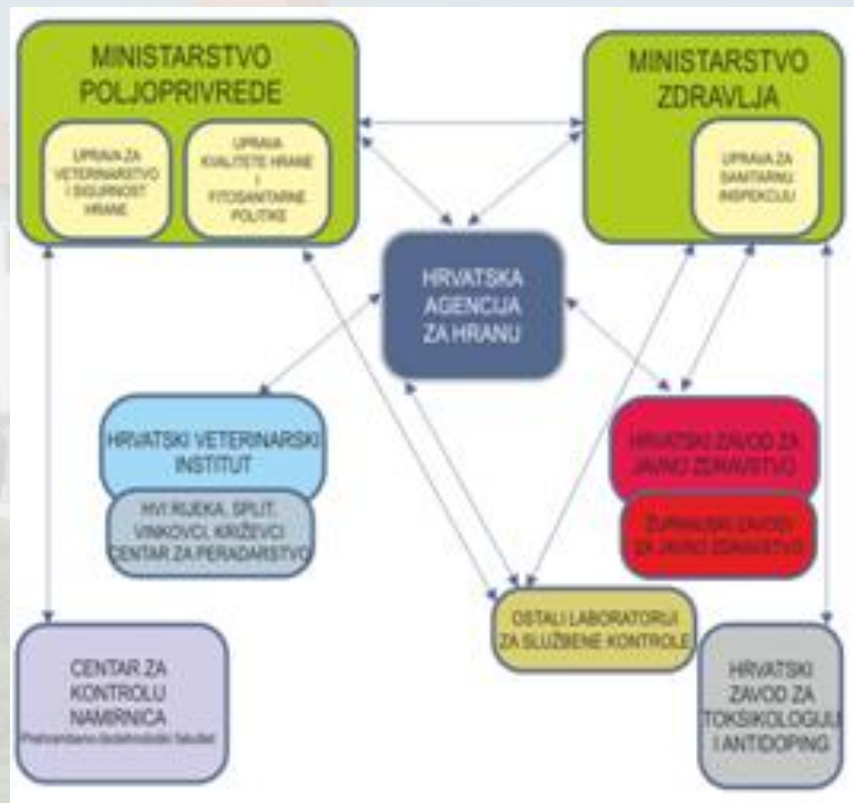 MINISTARSTVO
POLJOPRIVREDE
UPRAVA ZA
VETERINARSTVO
I SIGURNOST
HRANE
UPRAVA
KVALITETE HRANE
I
FITOSANITARNE
POLITIKE
MINISTARSTVO
ZDRAVLJA
UPRAVA ZA
SANITARNU
INSPEKCIJU
HRVATSKA
AGENCIJA
ZA HRANU
HRVATSKI VETERINARSKI
INSTITUT
HVI RIJEKA, SPLIT,
VINKOVCI, KRIŽEVCI
CENTAR ZA PERADARSTVO
HRVATSKI ZAVOD ZA
JAVNO ZDRAVSTVO
ŽUPANIJSKI ZAVODI
ZA JAVNO ZDRAVSTVO
OSTALI LABORATORIJI
ZA SLUŽBENE KONTROLE
CENTAR ZA
KONTROLU
NAMIRNICA
Prehrambeno-biotehnološki fakultet
HRVATSKI
ZAVOD ZA
TOKSIKOLOGIJU
I ANTIDOPING